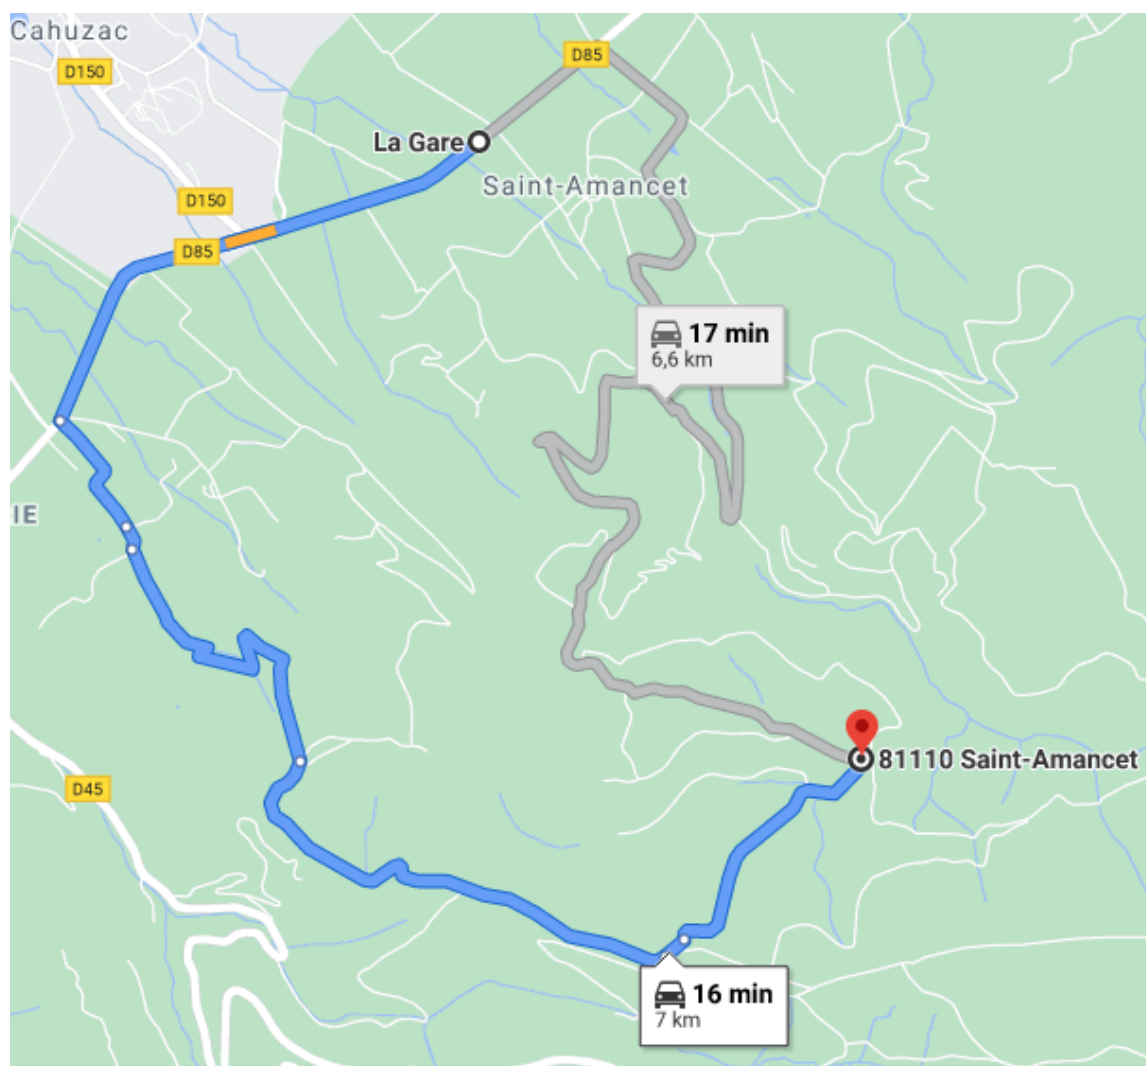 Cahuzac
D150
D85
La Gare
Saint-Amancet
D150
D85
17 min
6,6 km
IE
81110 Saint-Amancet
D45
16 min
7 km